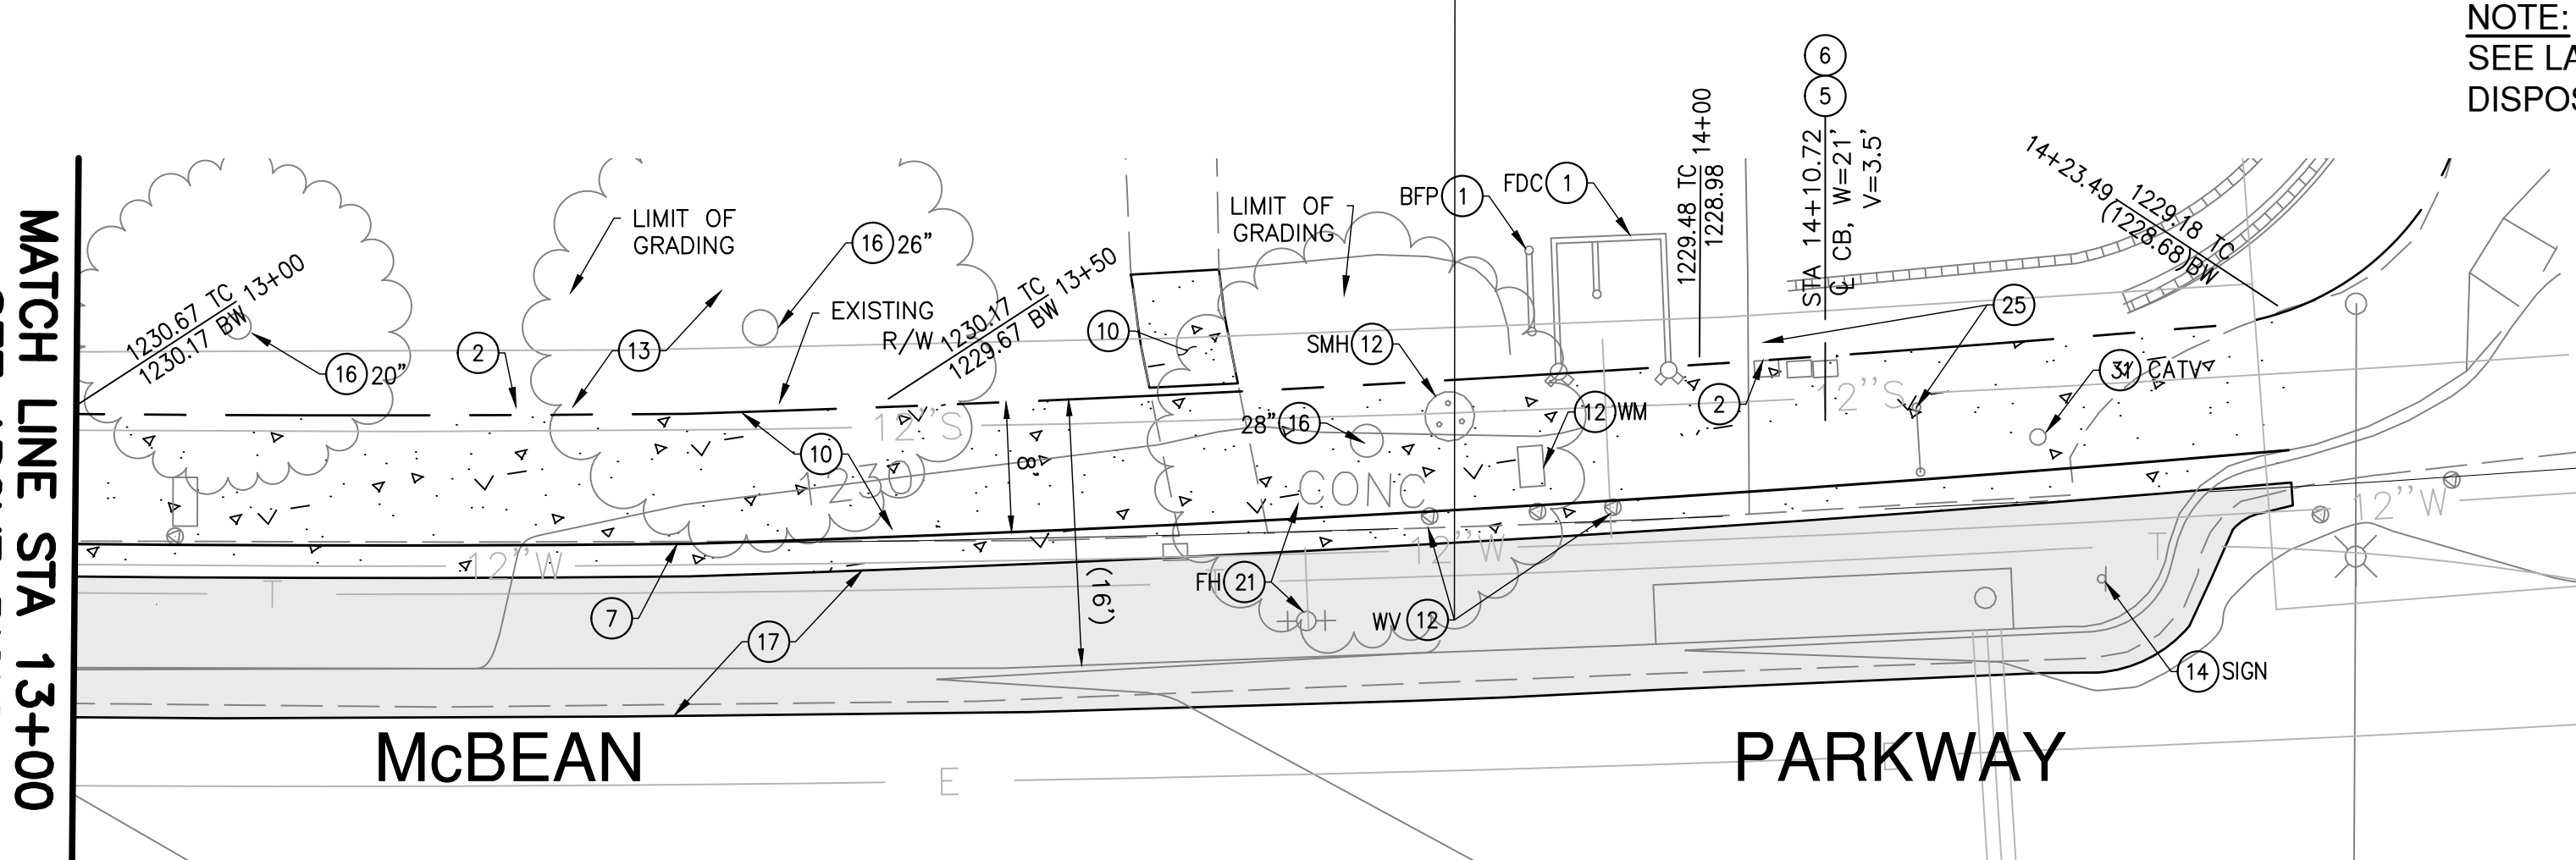 NOTE:
SEE LA
DISPOS
6
5
STA 14+10.72
℄ CB, W=21'
V=3.5'
14+00
1229.48 TC
1228.98
14+23.49
1229.18 TC
(1228.68)BW
BFP 1
FDC 1
LIMIT OF
GRADING
16 26"
LIMIT OF
GRADING
EXISTING
R/W
1230.67 TC 13+00
1230.17 BW
1230.17 TC 13+50
1229.67 BW
2
13
16 20"
10
10
SMH 12
28" 16
12 WM
2
25
31 CATV
12"S
12"S
1230
8'
CONC
12"W
12"W
12"W
T
T
7
17
(16')
FH 21
WV 12
14 SIGN
McBEAN
PARKWAY
E
E
MATCH LINE STA 13+00